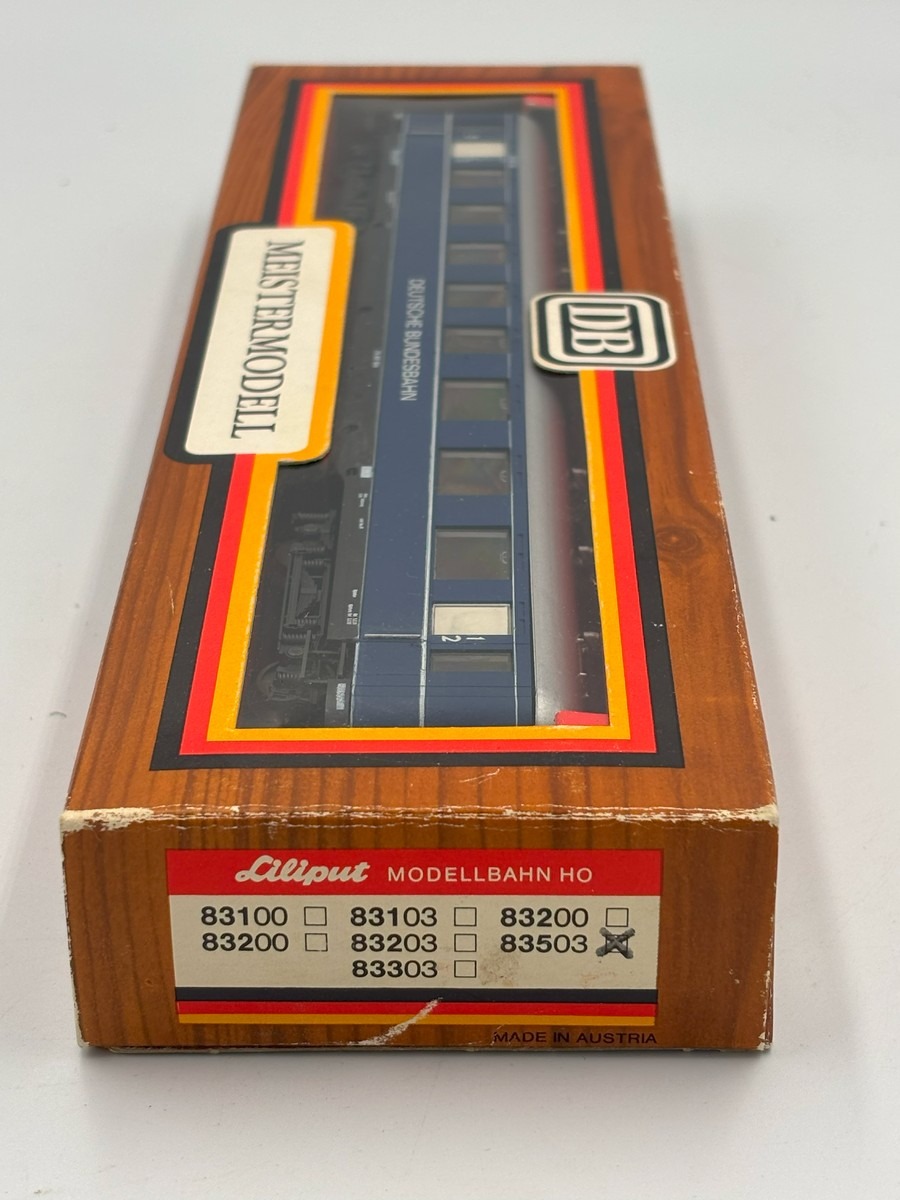 MEISTERMODELL
DB
DEUTSCHE BUNDESBAHN
1
2
Liliput MODELLBAHN HO
83100 83103 83200
83200 83203 83503
83303
MADE IN AUSTRIA